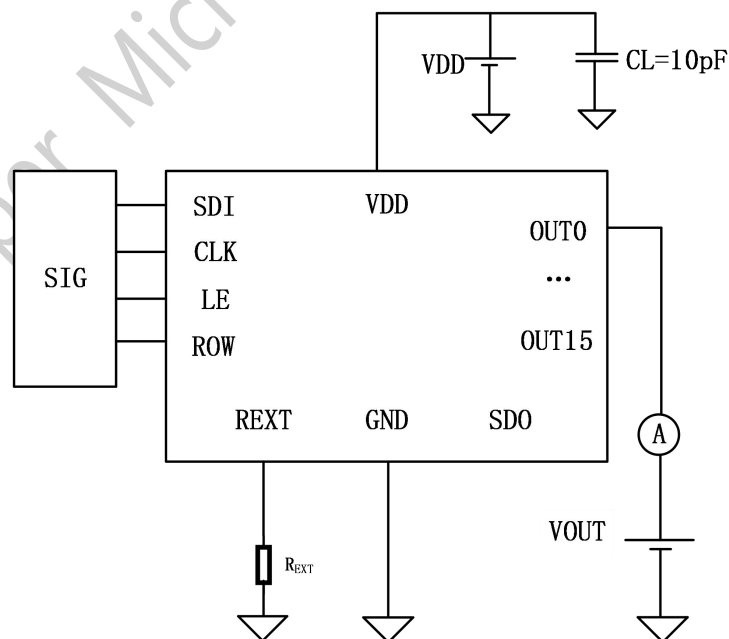 VDD
CL=10pF
SIG
SDI
CLK
LE
ROW
VDD
OUT0
...
OUT15
REXT
GND
SDO
A
VOUT
REXT